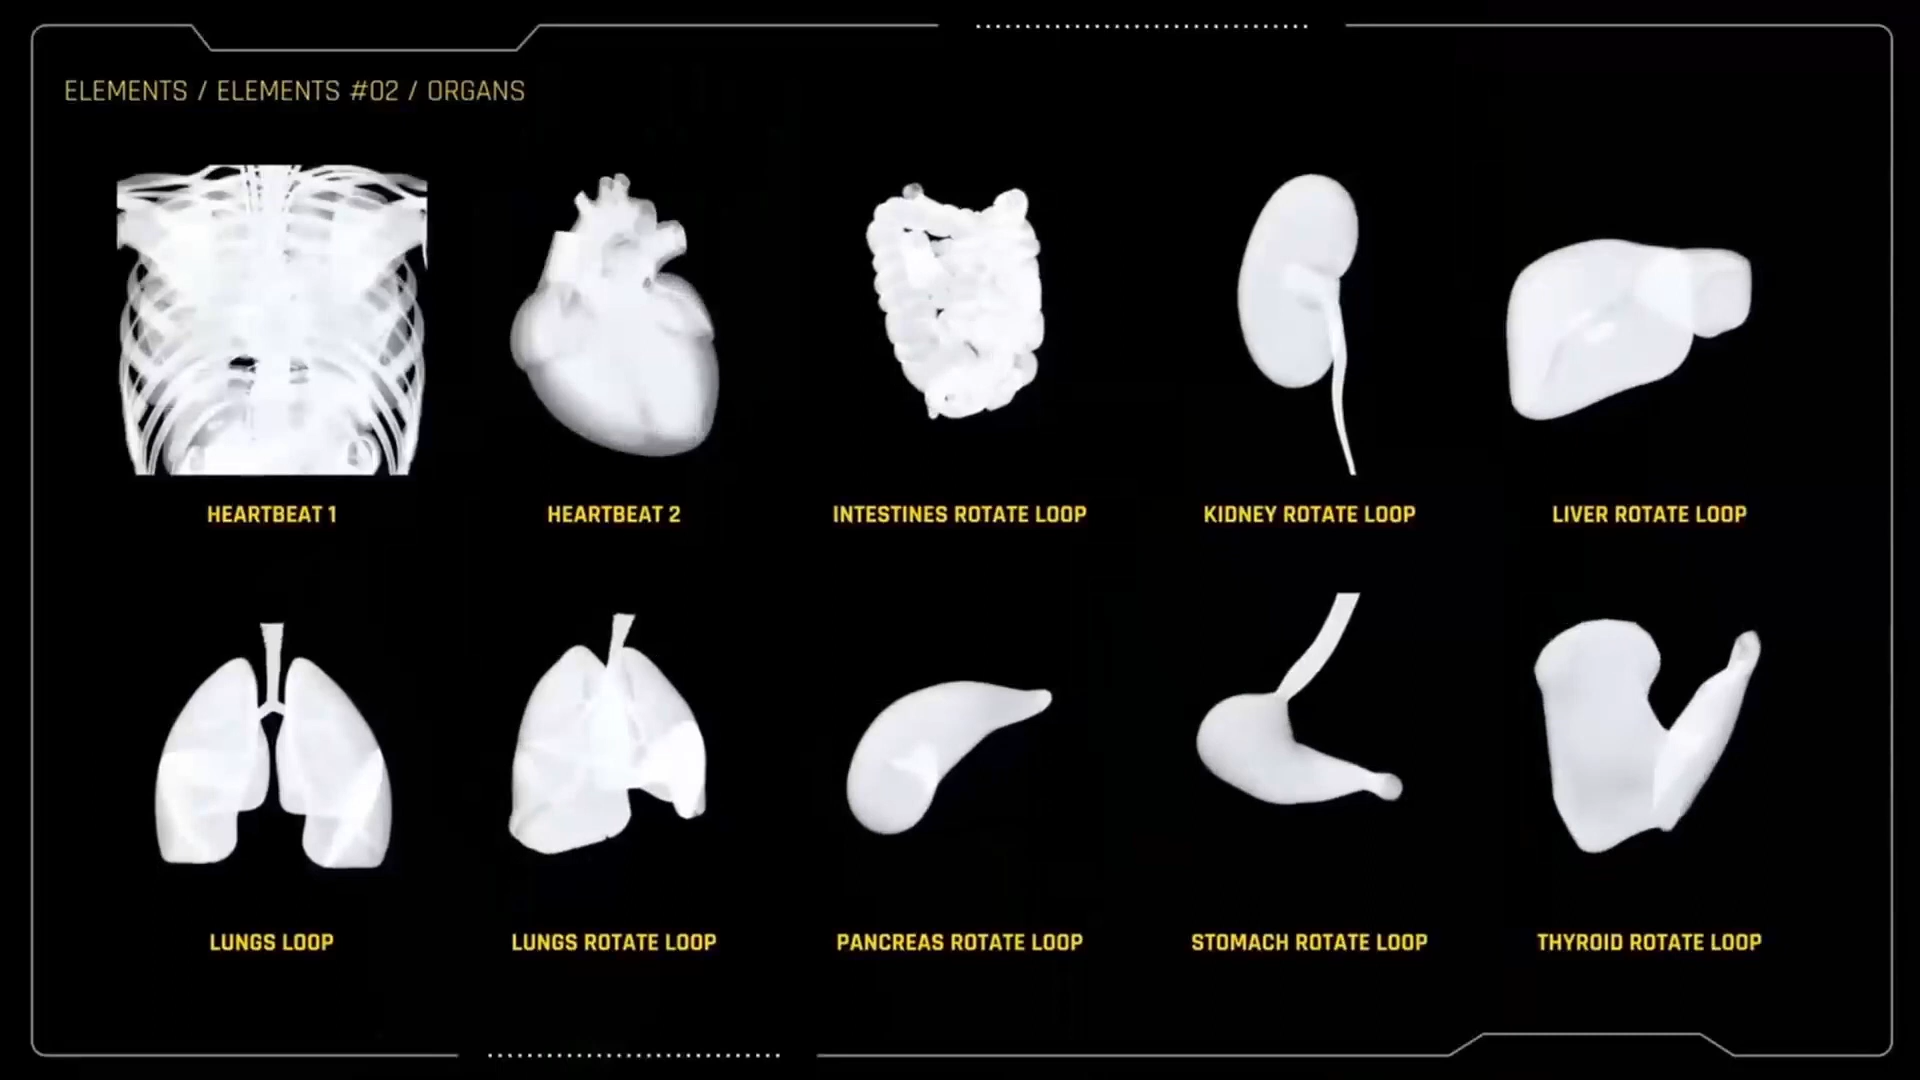 ELEMENTS / ELEMENTS #02 / ORGANS
HEARTBEAT 1
HEARTBEAT 2
INTESTINES ROTATE LOOP
KIDNEY ROTATE LOOP
LIVER ROTATE LOOP
LUNGS LOOP
LUNGS ROTATE LOOP
PANCREAS ROTATE LOOP
STOMACH ROTATE LOOP
THYROID ROTATE LOOP